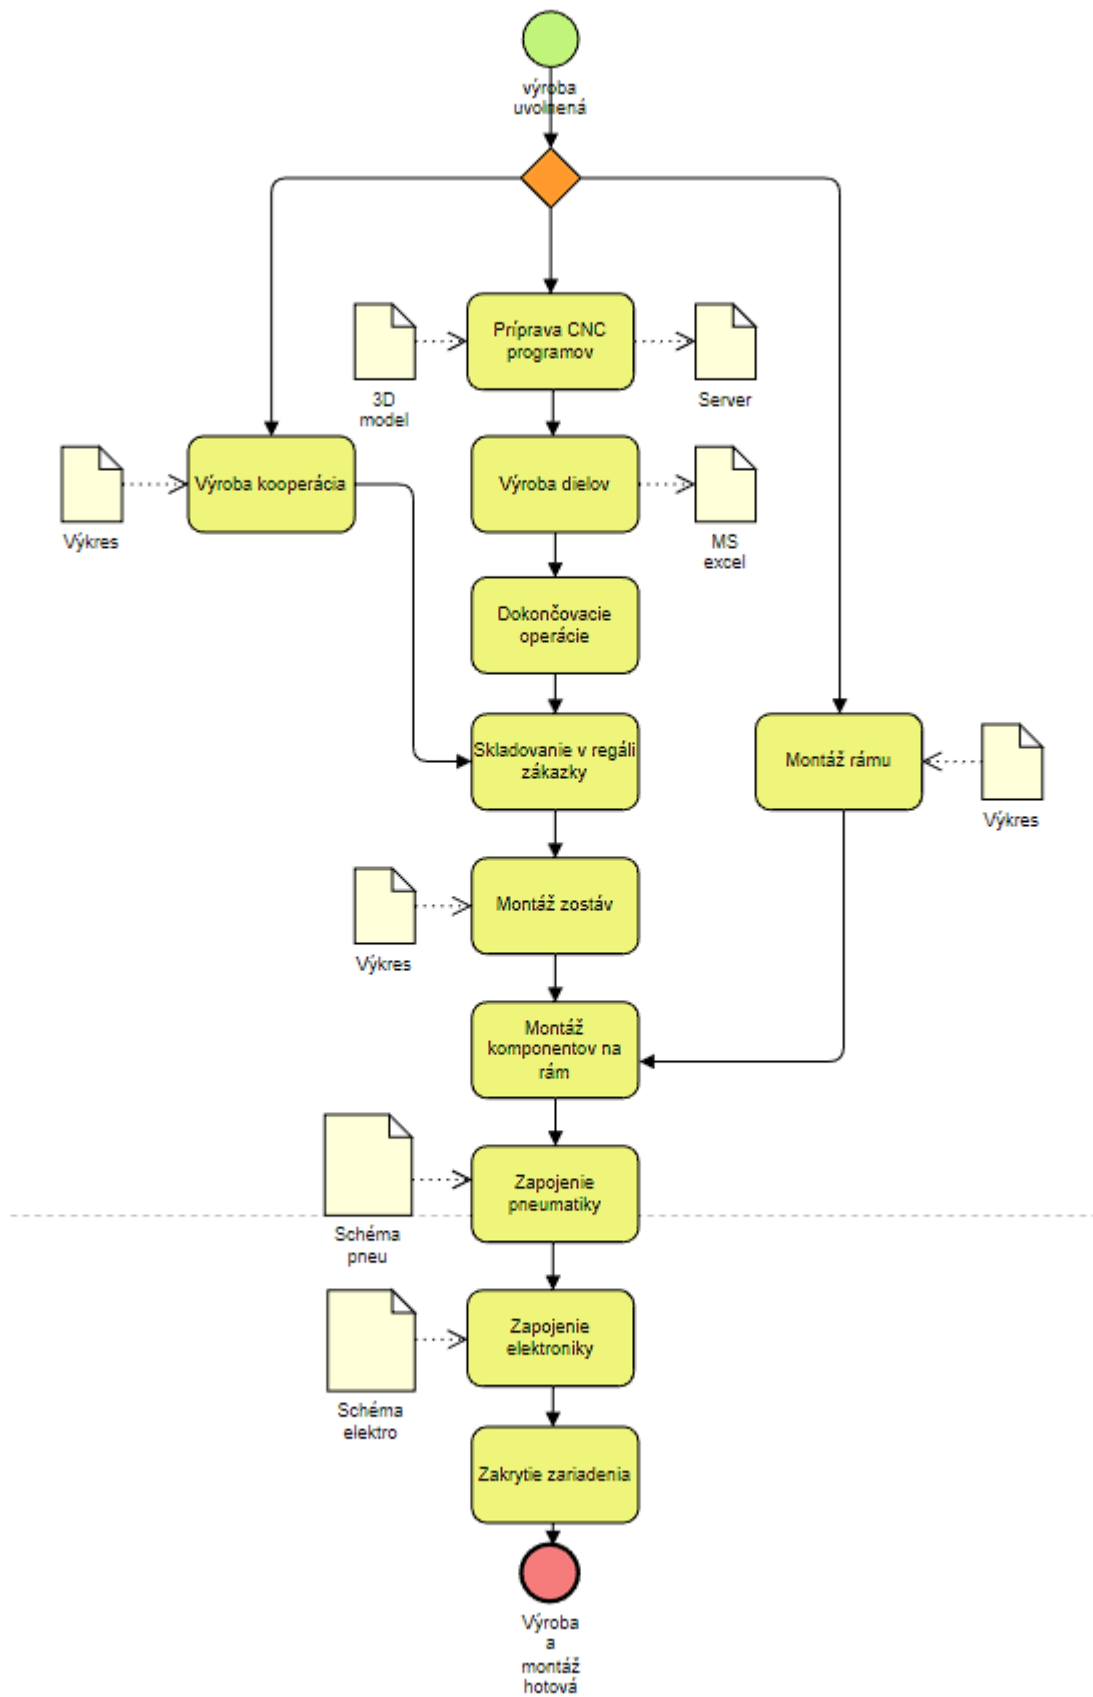 výroba
uvolnená
Príprava CNC
programov
3D
model
Server
Výroba kooperácia
Výkres
Výroba dielov
MS
excel
Dokončovacie
operácie
Skladovanie v regáli
zákazky
Montáž rámu
Výkres
Montáž zostáv
Výkres
Montáž
komponentov na
rám
Zapojenie
pneumatiky
Schéma
pneu
Zapojenie
elektroniky
Schéma
elektro
Zakrytie zariadenia
Výroba
a
montáž
hotová